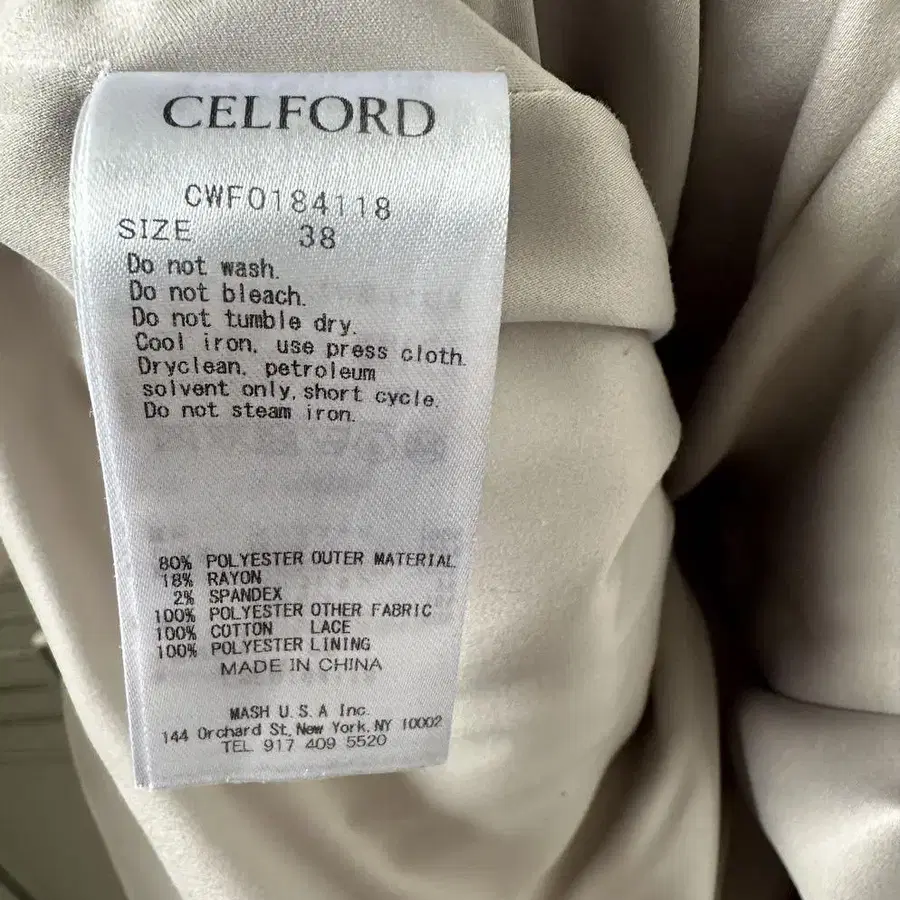 CELFORD
CWF0184118
SIZE 38
Do not wash.
Do not bleach.
Do not tumble dry.
Cool iron. use press cloth.
Dryclean. petroleum
solvent only, short cycle.
Do not steam iron.
80% POLYESTER OUTER MATERIAL
18% RAYON
2% SPANDEX
100% POLYESTER OTHER FABRIC
100% COTTON LACE
100% POLYESTER LINING
MADE IN CHINA
MASH U.S.A Inc.
144 Orchard St, New York, NY 10002
TEL 917 409 5520